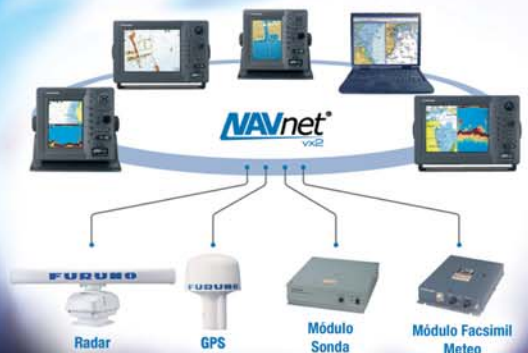 NAVnet®
vx2
FURUNO
FURUNO
Radar
GPS
Módulo
Sonda
Módulo Facsimil
Meteo